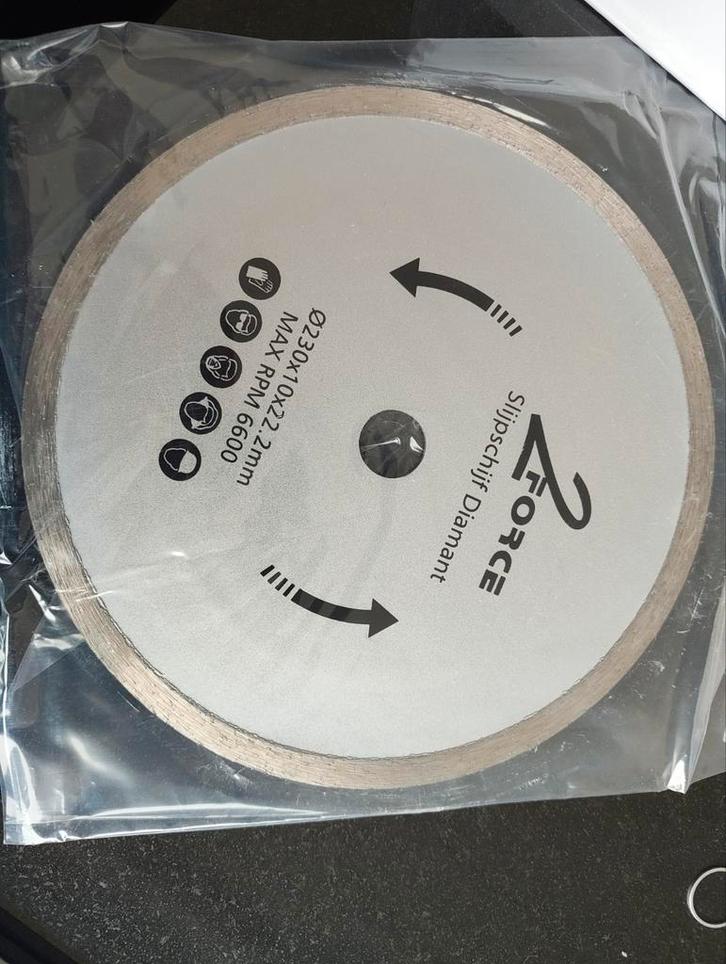 2FORCE
Slijpschijf Diamant
Ø230x10x22.2mm
MAX RPM 6600